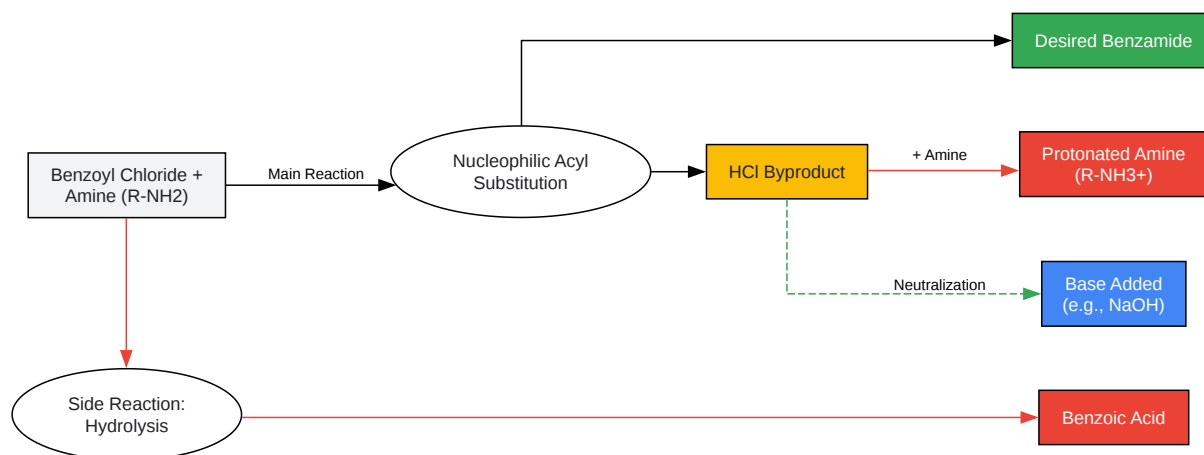 Desired Benzamide
Nucleophilic Acyl
Substitution
+ Amine
Protonated Amine
(R-NH3+)
HCl Byproduct
Benzoyl Chloride +
Amine (R-NH2)
Main Reaction
Neutralization
Base Added
(e.g., NaOH)
Side Reaction:
Hydrolysis
Benzoic Acid